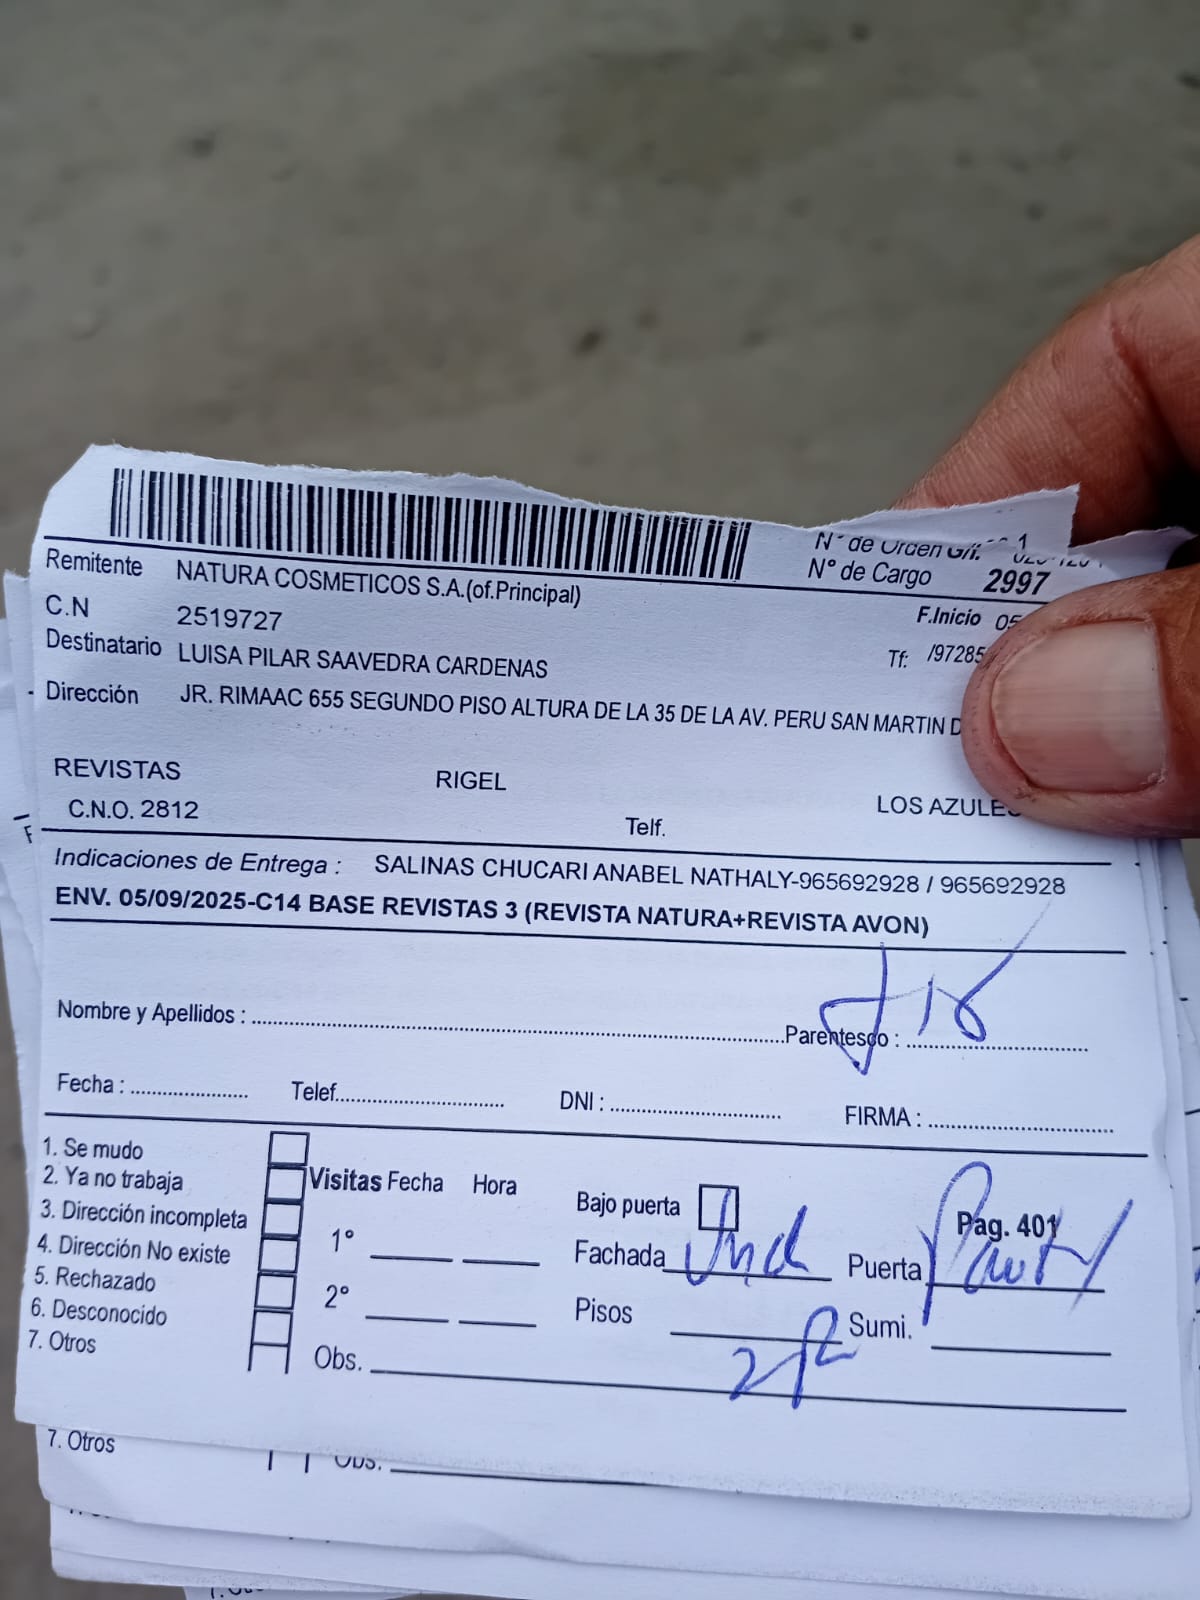 N° de Orden G/R.
N° de Cargo 2997
Remitente NATURA COSMETICOS S.A.(of.Principal)
F.Inicio 05
C.N 2519727
Tf: /97285
Destinatario LUISA PILAR SAAVEDRA CARDENAS
Dirección JR. RIMAAC 655 SEGUNDO PISO ALTURA DE LA 35 DE LA AV. PERU SAN MARTIN D
REVISTAS RIGEL LOS AZULES
C.N.O. 2812 Telf.
Indicaciones de Entrega : SALINAS CHUCARI ANABEL NATHALY-965692928 / 965692928
ENV. 05/09/2025-C14 BASE REVISTAS 3 (REVISTA NATURA+REVISTA AVON)
Nombre y Apellidos : Parentesco :
Fecha : Telef. DNI : FIRMA :
1. Se mudo
2. Ya no trabaja
3. Dirección incompleta
4. Dirección No existe
5. Rechazado
6. Desconocido
7. Otros
Visitas Fecha Hora
1°
2°
Obs.
Bajo puerta Pag. 401
Fachada Puerta
Pisos Sumi.
7. Otros
Obs.